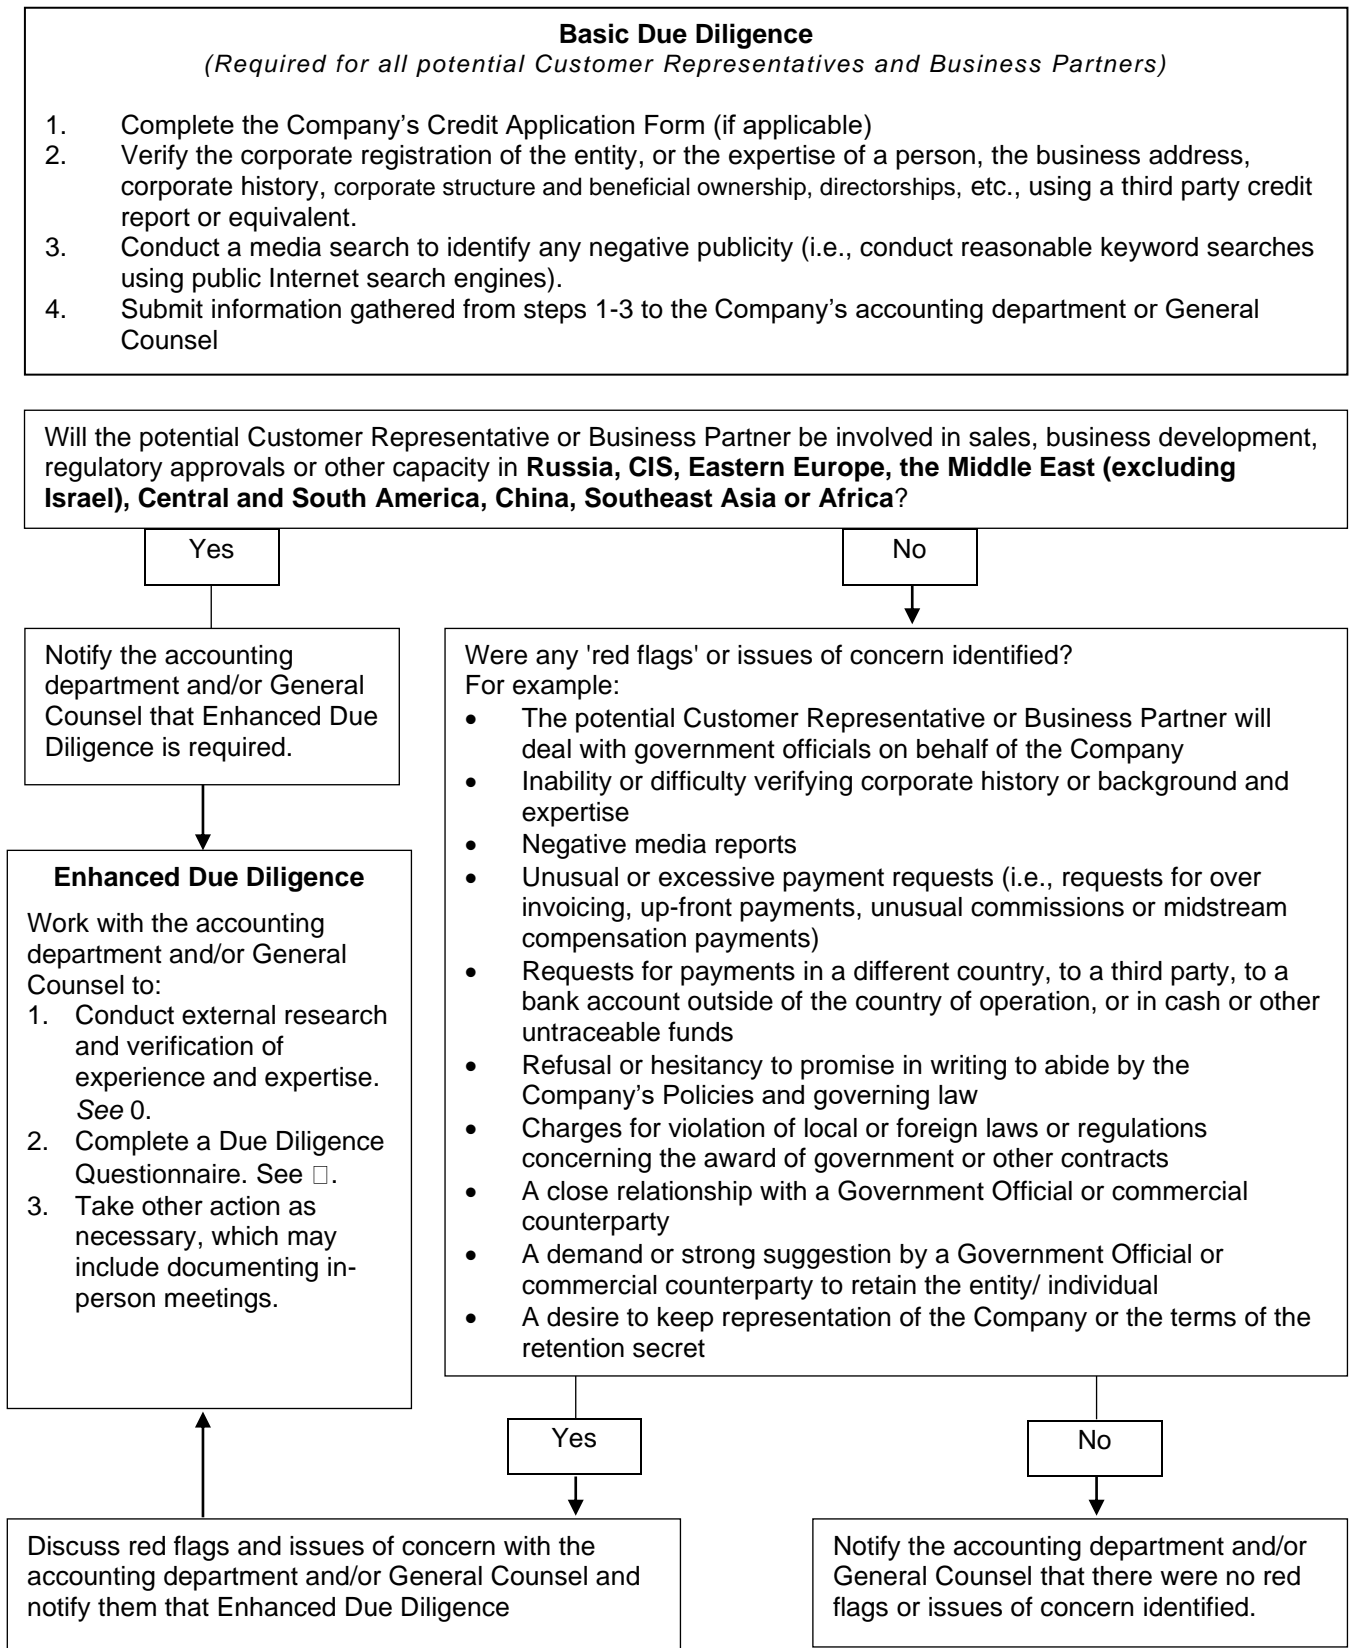 Basic Due Diligence
(Required for all potential Customer Representatives and Business Partners)
1. Complete the Company’s Credit Application Form (if applicable)
2. Verify the corporate registration of the entity, or the expertise of a person, the business address,
corporate history, corporate structure and beneficial ownership, directorships, etc., using a third party credit
report or equivalent.
3. Conduct a media search to identify any negative publicity (i.e., conduct reasonable keyword searches
using public Internet search engines).
4. Submit information gathered from steps 1-3 to the Company’s accounting department or General
Counsel
Will the potential Customer Representative or Business Partner be involved in sales, business development,
regulatory approvals or other capacity in Russia, CIS, Eastern Europe, the Middle East (excluding
Israel), Central and South America, China, Southeast Asia or Africa?
Yes
No
Notify the accounting
department and/or General
Counsel that Enhanced Due
Diligence is required.
Enhanced Due Diligence
Work with the accounting
department and/or General
Counsel to:
1. Conduct external research
and verification of
experience and expertise.
See 0.
2. Complete a Due Diligence
Questionnaire. See □.
3. Take other action as
necessary, which may
include documenting in-
person meetings.
Were any 'red flags' or issues of concern identified?
For example:
• The potential Customer Representative or Business Partner will
deal with government officials on behalf of the Company
• Inability or difficulty verifying corporate history or background and
expertise
• Negative media reports
• Unusual or excessive payment requests (i.e., requests for over
invoicing, up-front payments, unusual commissions or midstream
compensation payments)
• Requests for payments in a different country, to a third party, to a
bank account outside of the country of operation, or in cash or other
untraceable funds
• Refusal or hesitancy to promise in writing to abide by the
Company’s Policies and governing law
• Charges for violation of local or foreign laws or regulations
concerning the award of government or other contracts
• A close relationship with a Government Official or commercial
counterparty
• A demand or strong suggestion by a Government Official or
commercial counterparty to retain the entity/ individual
• A desire to keep representation of the Company or the terms of the
retention secret
Yes
No
Discuss red flags and issues of concern with the
accounting department and/or General Counsel and
notify them that Enhanced Due Diligence
Notify the accounting department and/or
General Counsel that there were no red
flags or issues of concern identified.